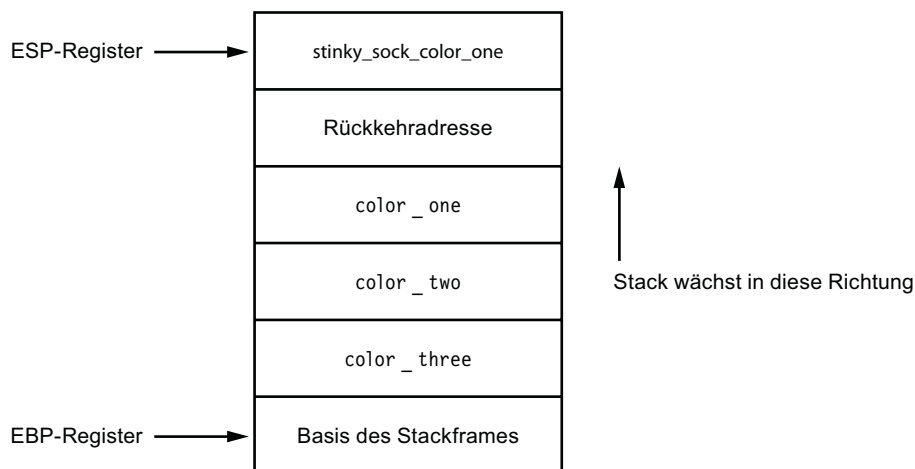 ESP-Register
stinky_sock_color_one
Rückkehradresse
color _ one
color _ two
Stack wächst in diese Richtung
color _ three
EBP-Register
Basis des Stackframes